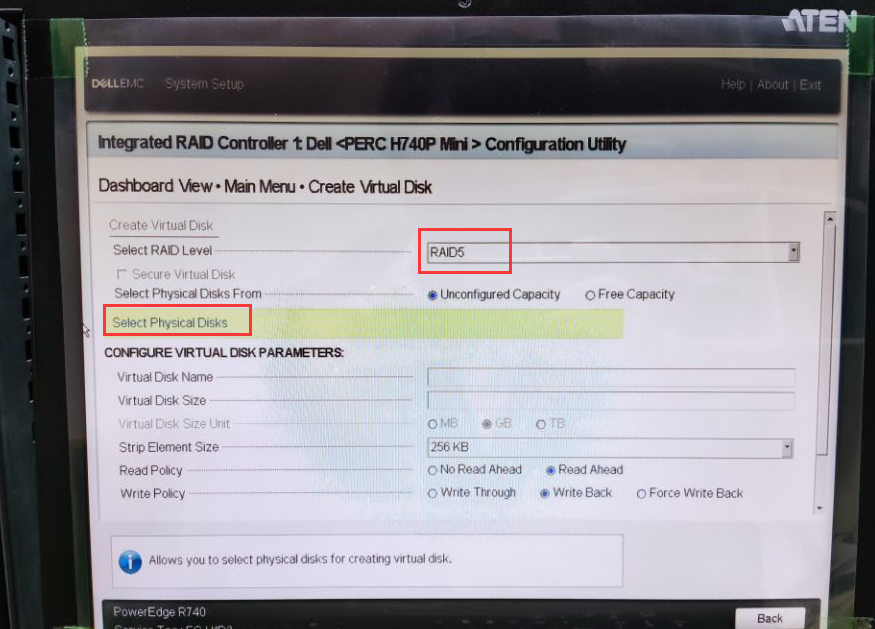 ATEN
DELLEMC System Setup Help | About | Exit
Integrated RAID Controller 1: Dell <PERC H740P Mini> Configuration Utility
Dashboard View • Main Menu • Create Virtual Disk
Create Virtual Disk
Select RAID Level RAID5
Secure Virtual Disk
Select Physical Disks From Unconfigured Capacity Free Capacity
Select Physical Disks
CONFIGURE VIRTUAL DISK PARAMETERS:
Virtual Disk Name
Virtual Disk Size
Virtual Disk Size Unit MB GB TB
Strip Element Size 256 KB
Read Policy No Read Ahead Read Ahead
Write Policy Write Through Write Back Force Write Back
Allows you to select physical disks for creating virtual disk.
PowerEdge R740
Back